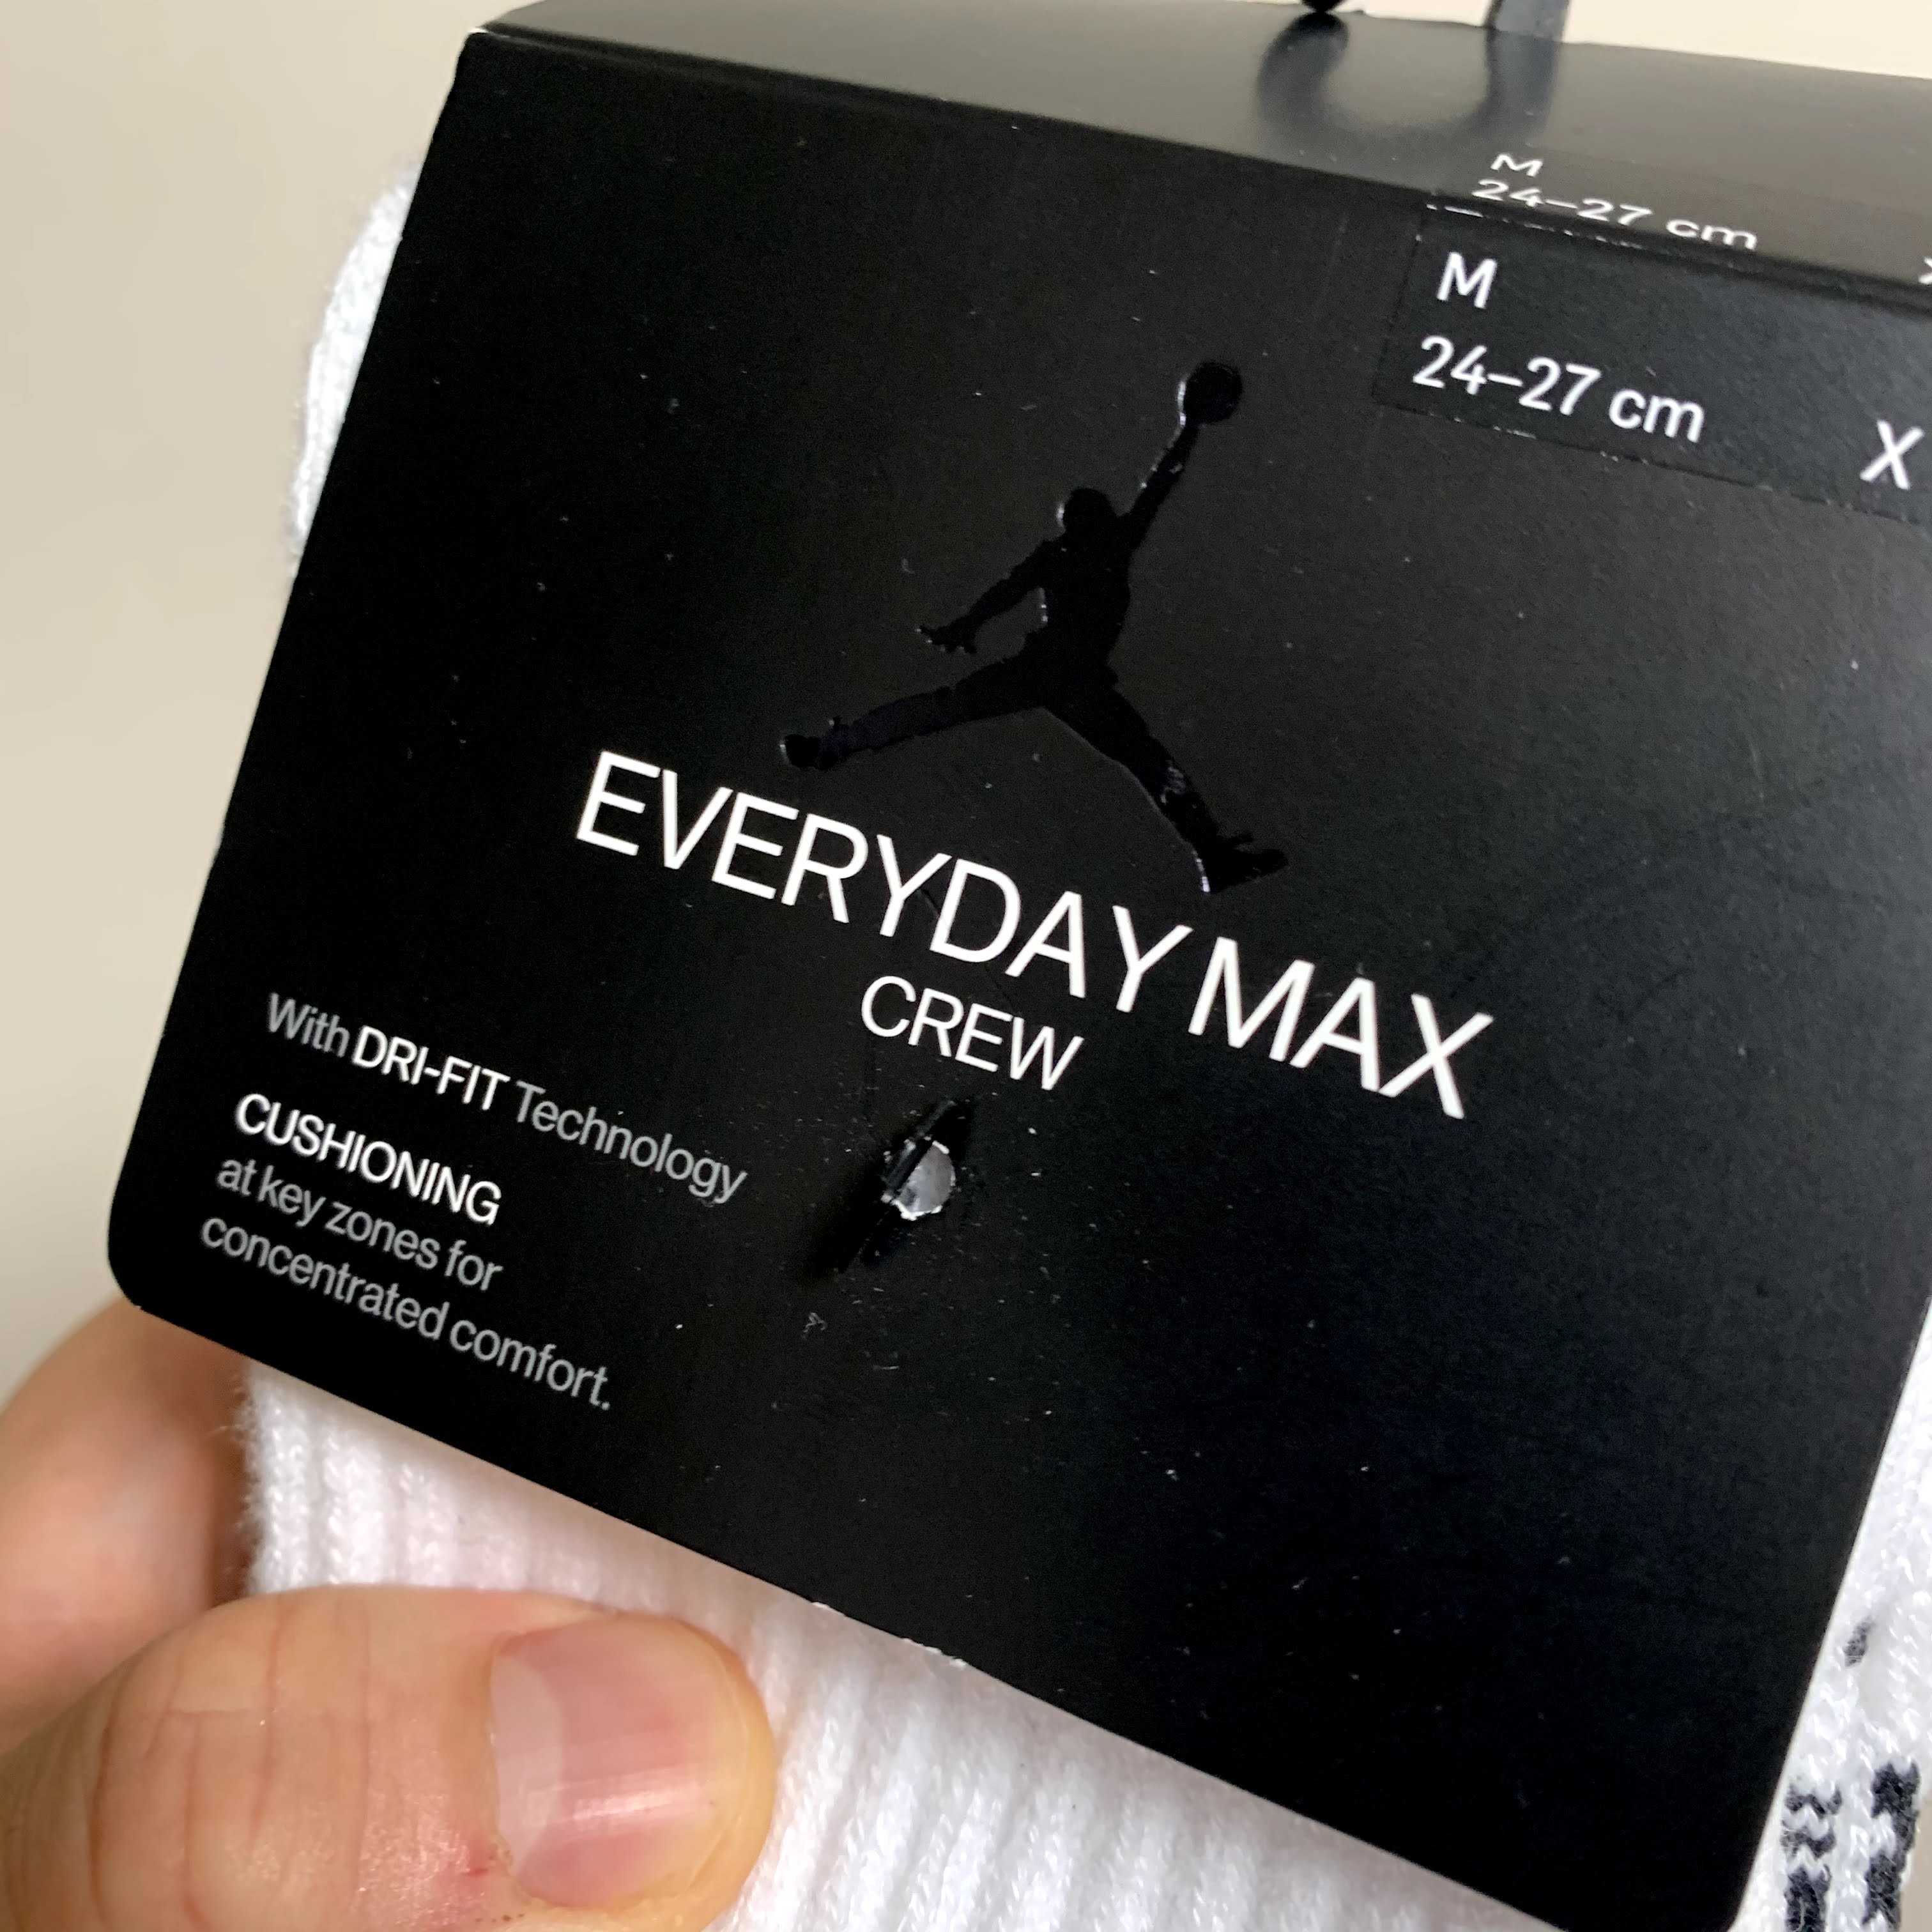 M
24–27 cm
M
24–27 cm
X
EVERYDAY MAX
CREW
With DRI-FIT Technology
CUSHIONING
at key zones for
concentrated comfort.